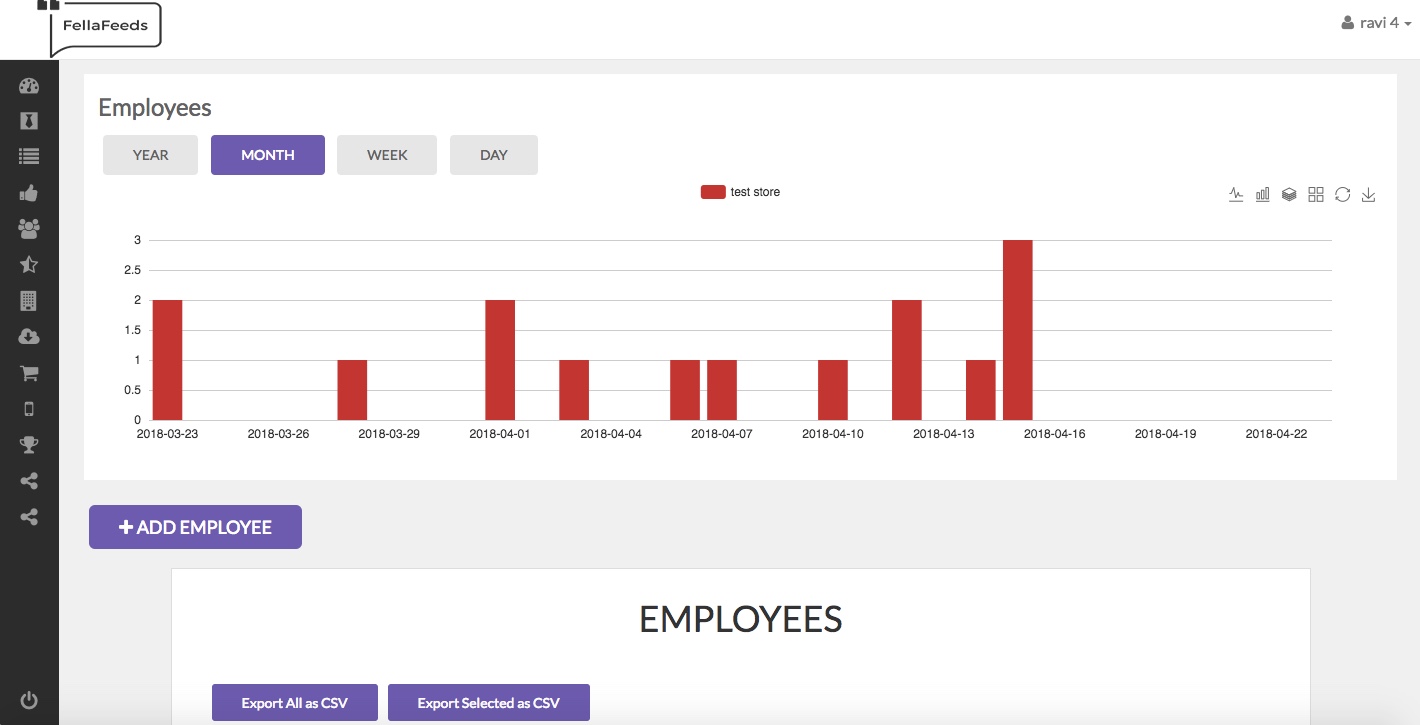 FellaFeeds
ravi 4
Employees
YEAR MONTH WEEK DAY
test store
3
2.5
2
1.5
1
0.5
0
2018-03-23 2018-03-26 2018-03-29 2018-04-01 2018-04-04 2018-04-07 2018-04-10 2018-04-13 2018-04-16 2018-04-19 2018-04-22
ADD EMPLOYEE
EMPLOYEES
Export All as CSV Export Selected as CSV